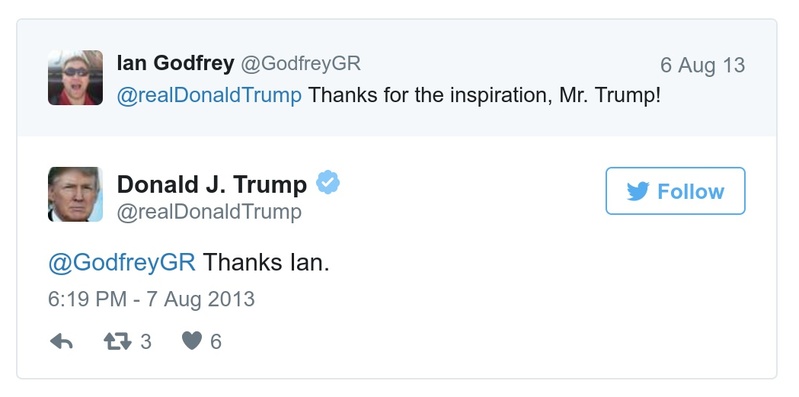 Ian Godfrey @GodfreyGR 6 Aug 13
@realDonaldTrump Thanks for the inspiration, Mr. Trump!
Donald J. Trump
@realDonaldTrump
Follow
@GodfreyGR Thanks Ian.
6:19 PM - 7 Aug 2013
3 6